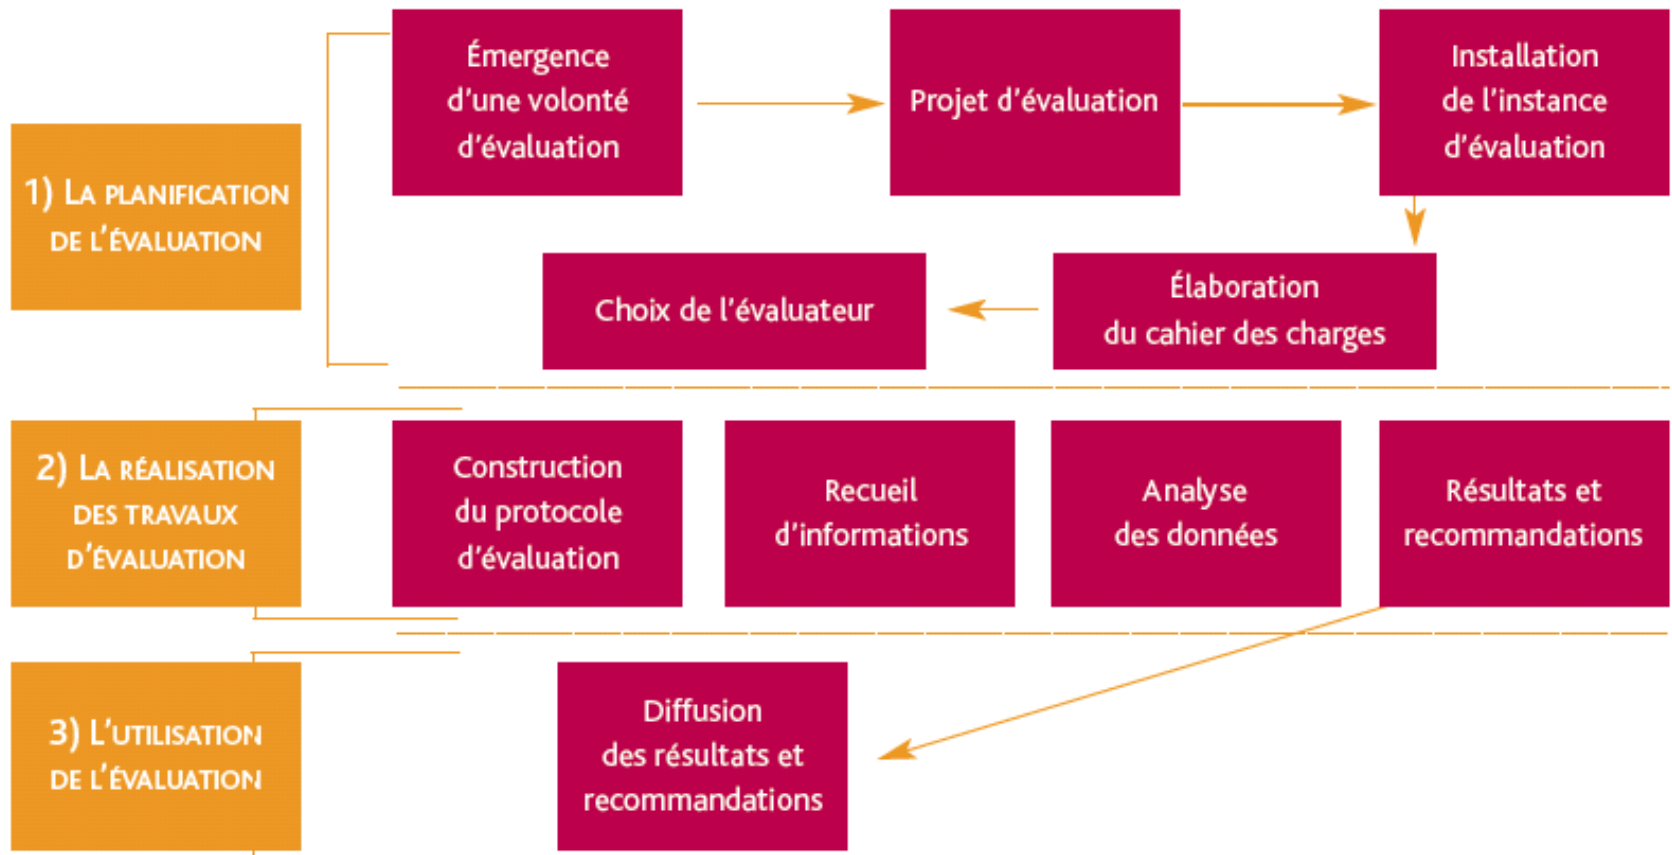 1) La planification
de l'évaluation
Émergence
d'une volonté
d'évaluation
Projet d'évaluation
Installation
de l'instance
d'évaluation
Élaboration
du cahier des charges
Choix de l'évaluateur
2) La réalisation
des travaux
d'évaluation
Construction
du protocole
d'évaluation
Recueil
d'informations
Analyse
des données
Résultats et
recommandations
3) L'utilisation
de l'évaluation
Diffusion
des résultats et
recommandations